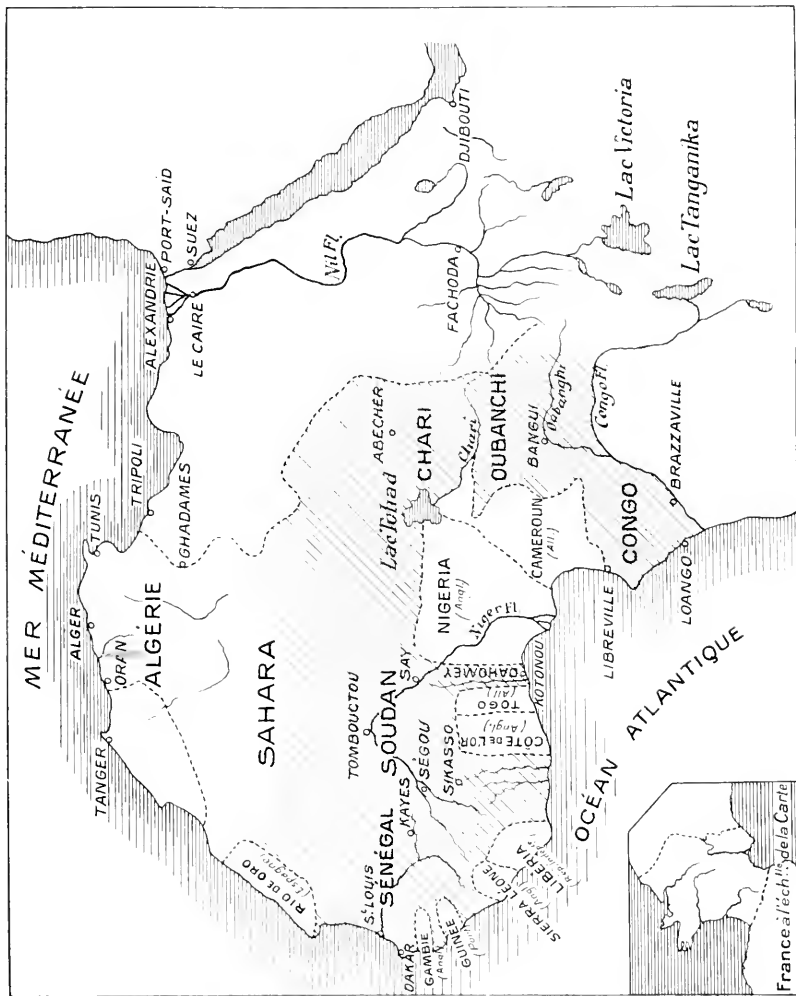 MER MÉDITERRANÉE
ALEXANDRIE
PORT-SAID
SUEZ
LE CAIRE
Nil Fl.
TUNIS
ALGER
ORAN
TANGER
ALGÉRIE
TRIPOLI
GHADAMES
SAHARA
RIO DE ORO
(Espagne)
ABECHER
Lac Tchad
CHARI
Chari
FACHODA
DJIBOUTI
OUBANCHI
BANGUI
Oubanghi
Congo Fl.
Lac Victoria
Lac Tanganika
TOMBOUCTOU
SAY
SOUDAN
NIGERIA
(Angl.)
Niger Fl.
CAMEROUN
(All.)
CONGO
BRAZZAVILLE
LOANGO
LIBREVILLE
St. LOUIS
SÉNÉGAL
KAYES
SÉGOU
SIKASSO
DAKAR
GAMBIE
(Angl.)
GUINÉE
SIERRA LEONE
(Angl.)
LIBERIA
CÔTE DE L'OR
(Angl.)
TOGO
(All.)
DAHOMEY
KOTONOU
OCÉAN ATLANTIQUE
France à l'éch.lle de la Carte